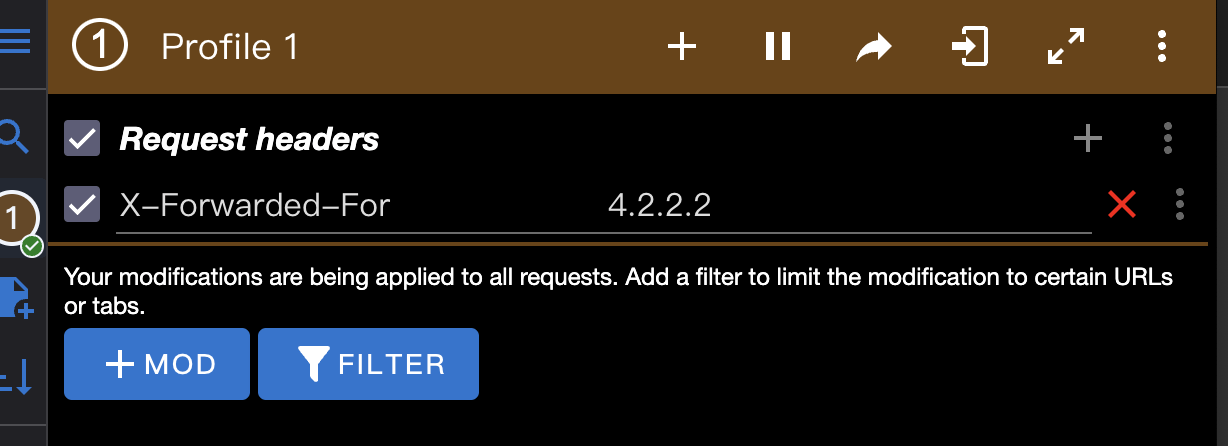 1 Profile 1
Request headers
X-Forwarded-For 4.2.2.2
1
Your modifications are being applied to all requests. Add a filter to limit the modification to certain URLs
or tabs.
MOD FILTER